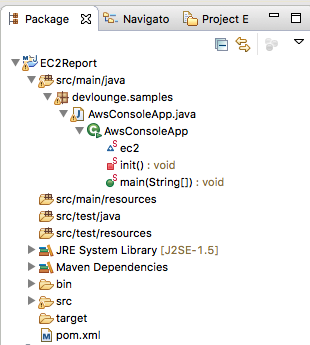 Package Navigato Project E
EC2Report
src/main/java
devlounge.samples
AwsConsoleApp.java
AwsConsoleApp
ec2
init() : void
main(String[]) : void
src/main/resources
src/test/java
src/test/resources
JRE System Library [J2SE-1.5]
Maven Dependencies
bin
src
target
pom.xml